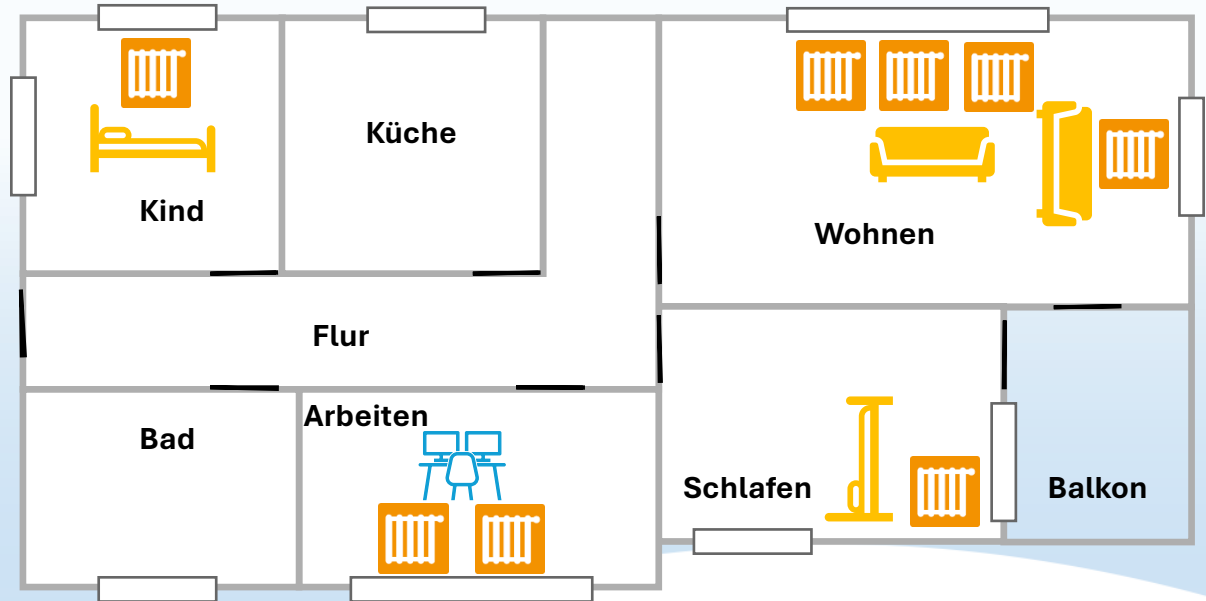 Küche
Kind
Wohnen
Flur
Arbeiten
Bad
Schlafen
Balkon